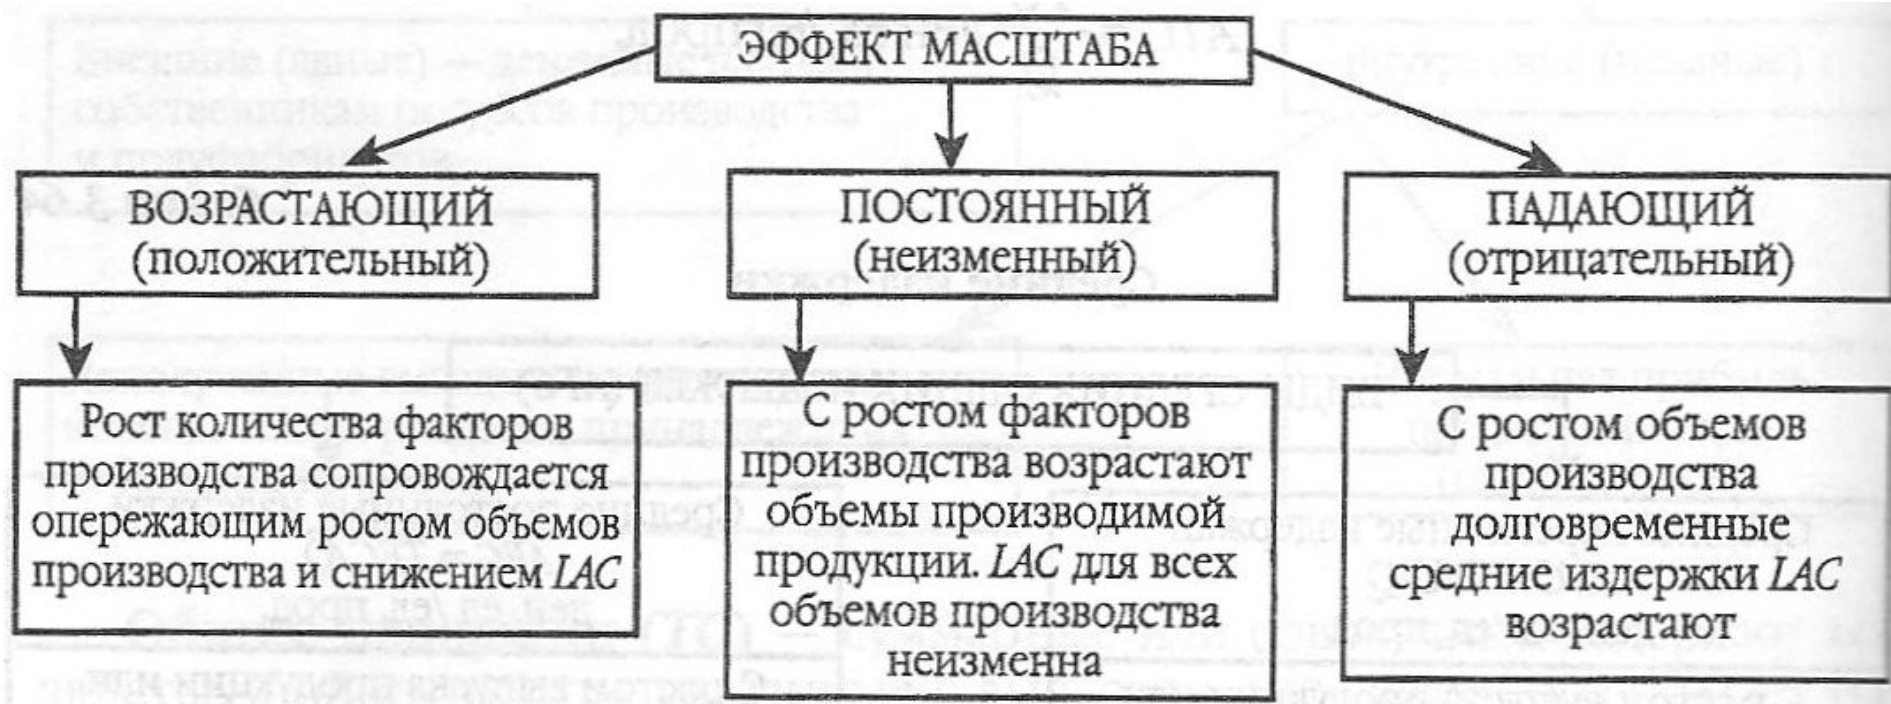 ЭФФЕКТ МАСШТАБА
ВОЗРАСТАЮЩИЙ
(положительный)
ПОСТОЯННЫЙ
(неизменный)
ПАДАЮЩИЙ
(отрицательный)
Рост количества факторов
производства сопровождается
опережающим ростом объемов
производства и снижением LAC
С ростом факторов
производства возрастают
объемы производимой
продукции. LAC для всех
объемов производства
неизменна
С ростом объемов
производства
долговременные
средние издержки LAC
возрастают